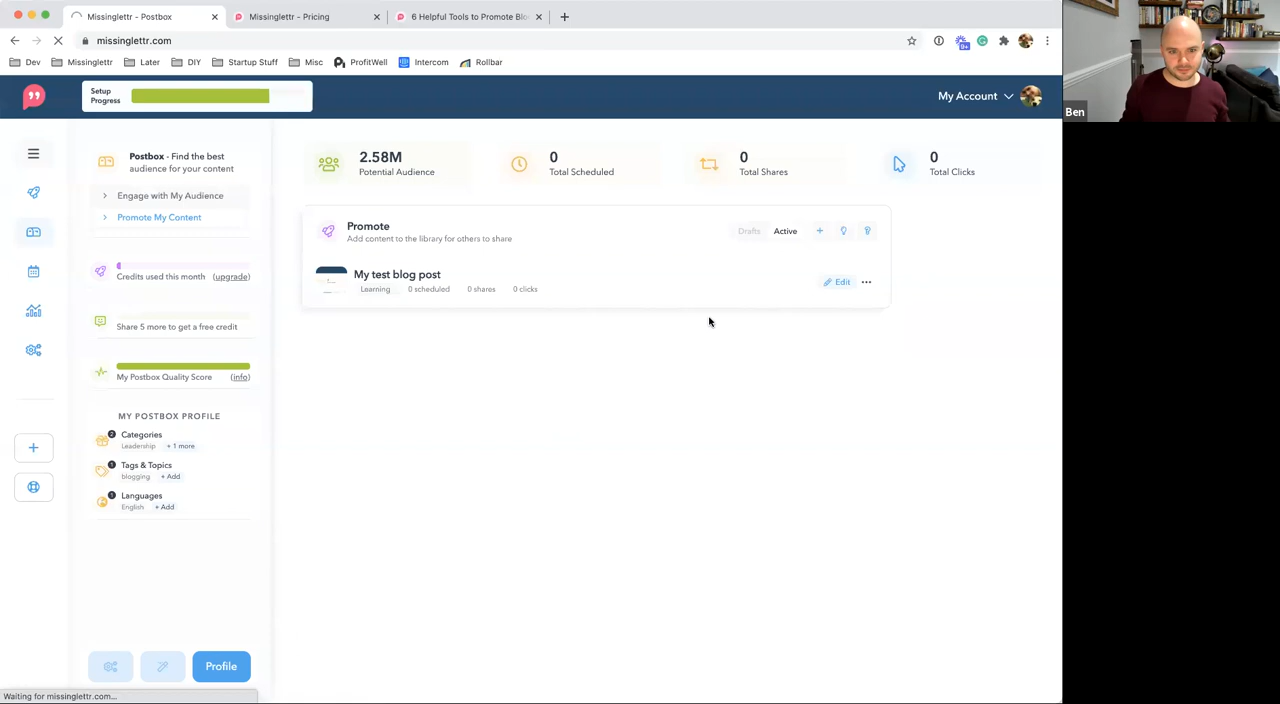 Missinglettr - Postbox
Missinglettr - Pricing
6 Helpful Tools to Promote Blo
missinglettr.com
9+
Dev
Missinglettr
Later
DIY
Startup Stuff
Misc
ProfitWell
Intercom
Rollbar
Setup
Progress
My Account
Ben
Postbox - Find the best
audience for your content
Engage with My Audience
Promote My Content
Credits used this month (upgrade)
Share 5 more to get a free credit
My Postbox Quality Score (info)
MY POSTBOX PROFILE
2
Categories
Leadership + 1 more
1
Tags & Topics
blogging + Add
1
Languages
English + Add
Profile
2.58M
Potential Audience
0
Total Scheduled
0
Total Shares
0
Total Clicks
Promote
Add content to the library for others to share
Drafts Active
My test blog post
Learning 0 scheduled 0 shares 0 clicks
Edit
Waiting for missinglettr.com...